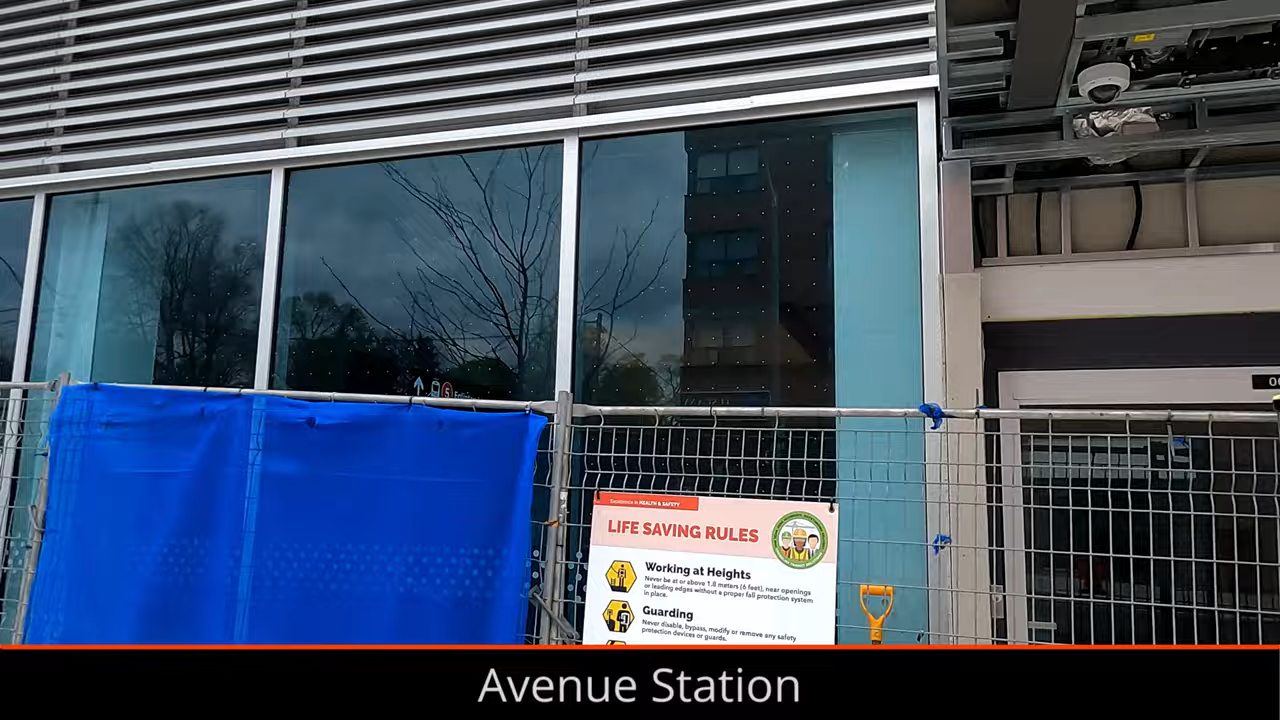 Excellence in HEALTH & SAFETY
LIFE SAVING RULES
Working at Heights
Never be at or above 1.8 meters (6 feet), near openings
or leading edges without a proper fall protection system
in place.
Guarding
Never disable, bypass, modify or remove any safety
protection devices or guards.
Avenue Station